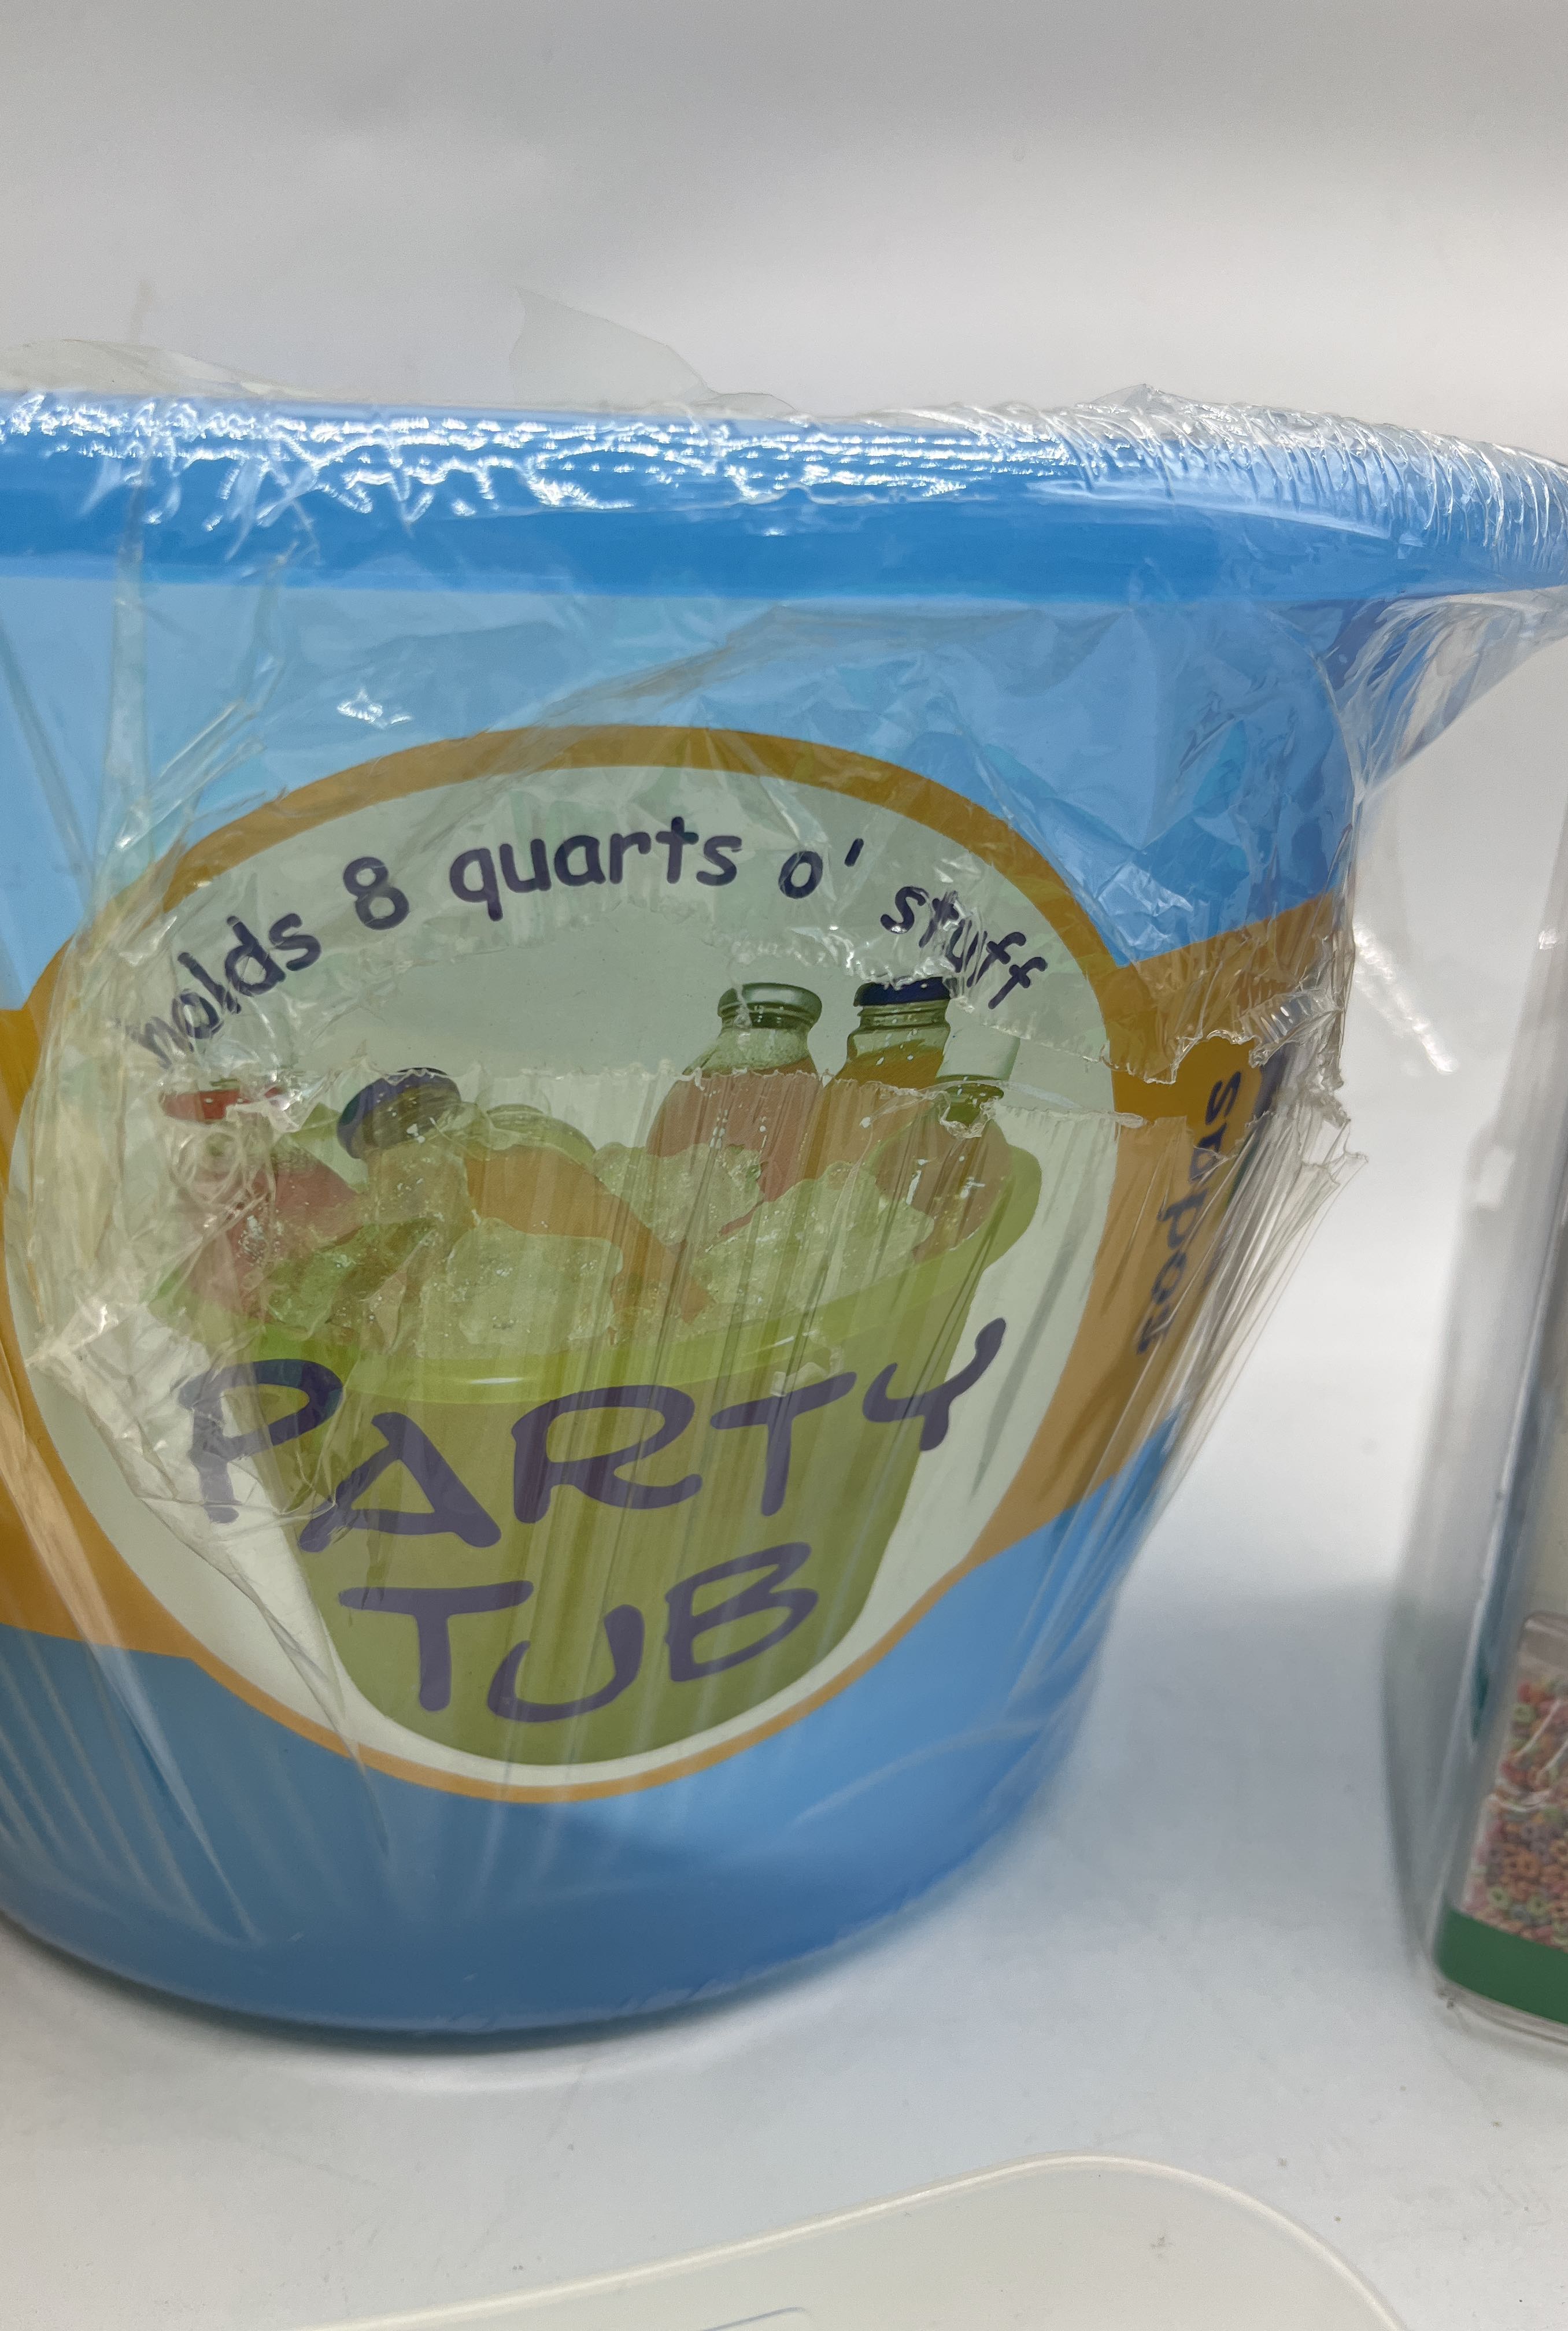 holds 8 quarts o' stuff
PARTY
TUB